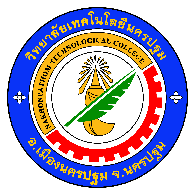 วิทยาลัยเทคโนโลยีนครปฐม
NAKHONPATHOM TECHNOLOGICAL COLLEGE
อ.เมืองนครปฐม จ.นครปฐม